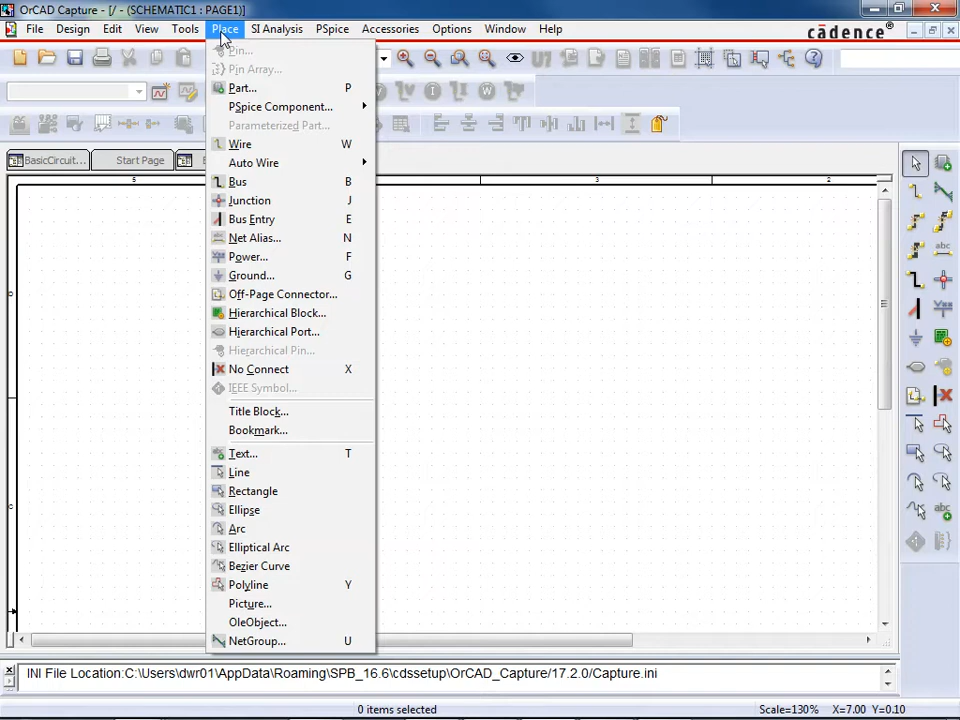 OrCAD Capture - [/ - (SCHEMATIC1 : PAGE1)]
File Design Edit View Tools Place SI Analysis PSpice Accessories Options Window Help
cādence®
Pin...
Pin Array...
Part... P
PSpice Component...
Parameterized Part...
Wire W
Auto Wire
Bus B
Junction J
Bus Entry E
Net Alias... N
Power... F
Ground... G
Off-Page Connector...
Hierarchical Block...
Hierarchical Port...
Hierarchical Pin...
No Connect X
IEEE Symbol...
Title Block...
Bookmark...
Text... T
Line
Rectangle
Ellipse
Arc
Elliptical Arc
Bezier Curve
Polyline Y
Picture...
OleObject...
NetGroup... U
U1
V I W
BasicCircuit... Start Page
5 3 2
D
C
abc
abc
INI File Location:C:\Users\dwr01\AppData\Roaming\SPB_16.6\cdssetup\OrCAD_Capture/17.2.0/Capture.ini
0 items selected Scale=130% X=7.00 Y=0.10